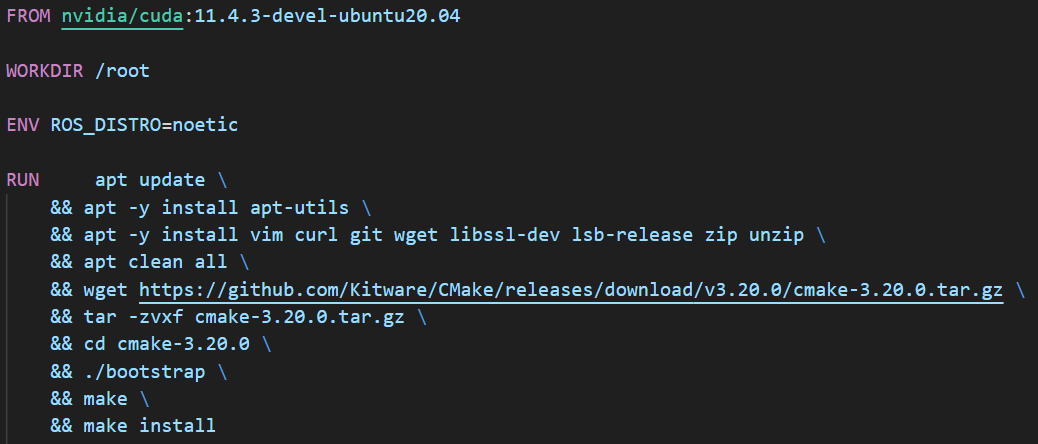 FROM nvidia/cuda:11.4.3-devel-ubuntu20.04
WORKDIR /root
ENV ROS_DISTRO=noetic
RUN     apt update \
    && apt -y install apt-utils \
    && apt -y install vim curl git wget libssl-dev lsb-release zip unzip \
    && apt clean all \
    && wget https://github.com/Kitware/CMake/releases/download/v3.20.0/cmake-3.20.0.tar.gz \
    && tar -zvxf cmake-3.20.0.tar.gz \
    && cd cmake-3.20.0 \
    && ./bootstrap \
    && make \
    && make install